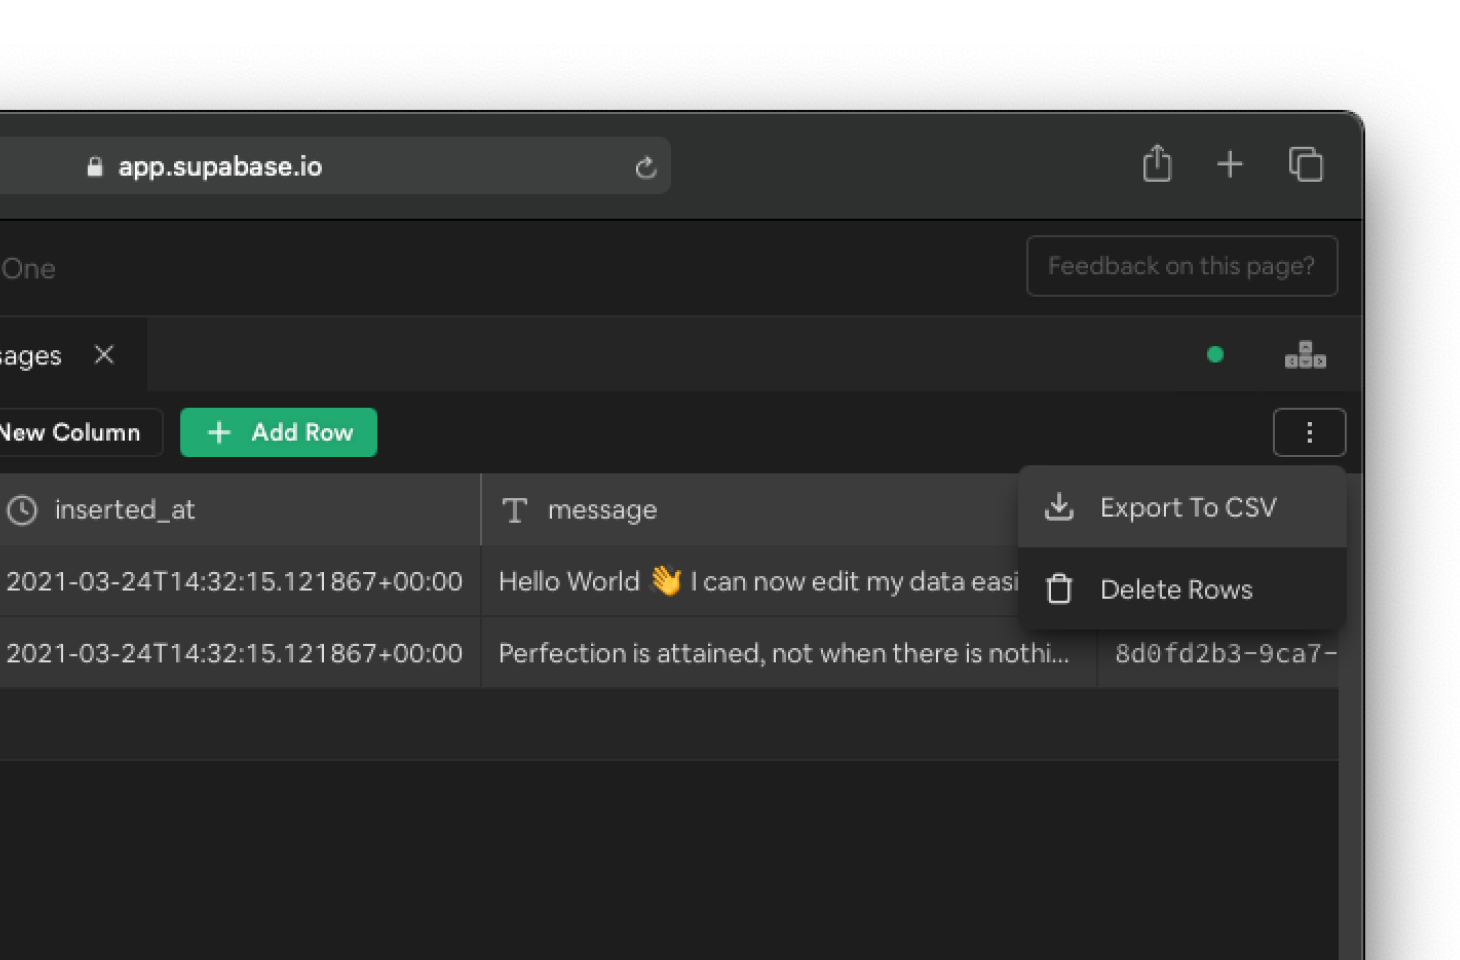 app.supabase.io
One
Feedback on this page?
sages
New Column
Add Row
inserted_at
message
Export To CSV
2021-03-24T14:32:15.121867+00:00
Hello World 👋 I can now edit my data easi
Delete Rows
2021-03-24T14:32:15.121867+00:00
Perfection is attained, not when there is nothi...
8d0fd2b3-9ca7-